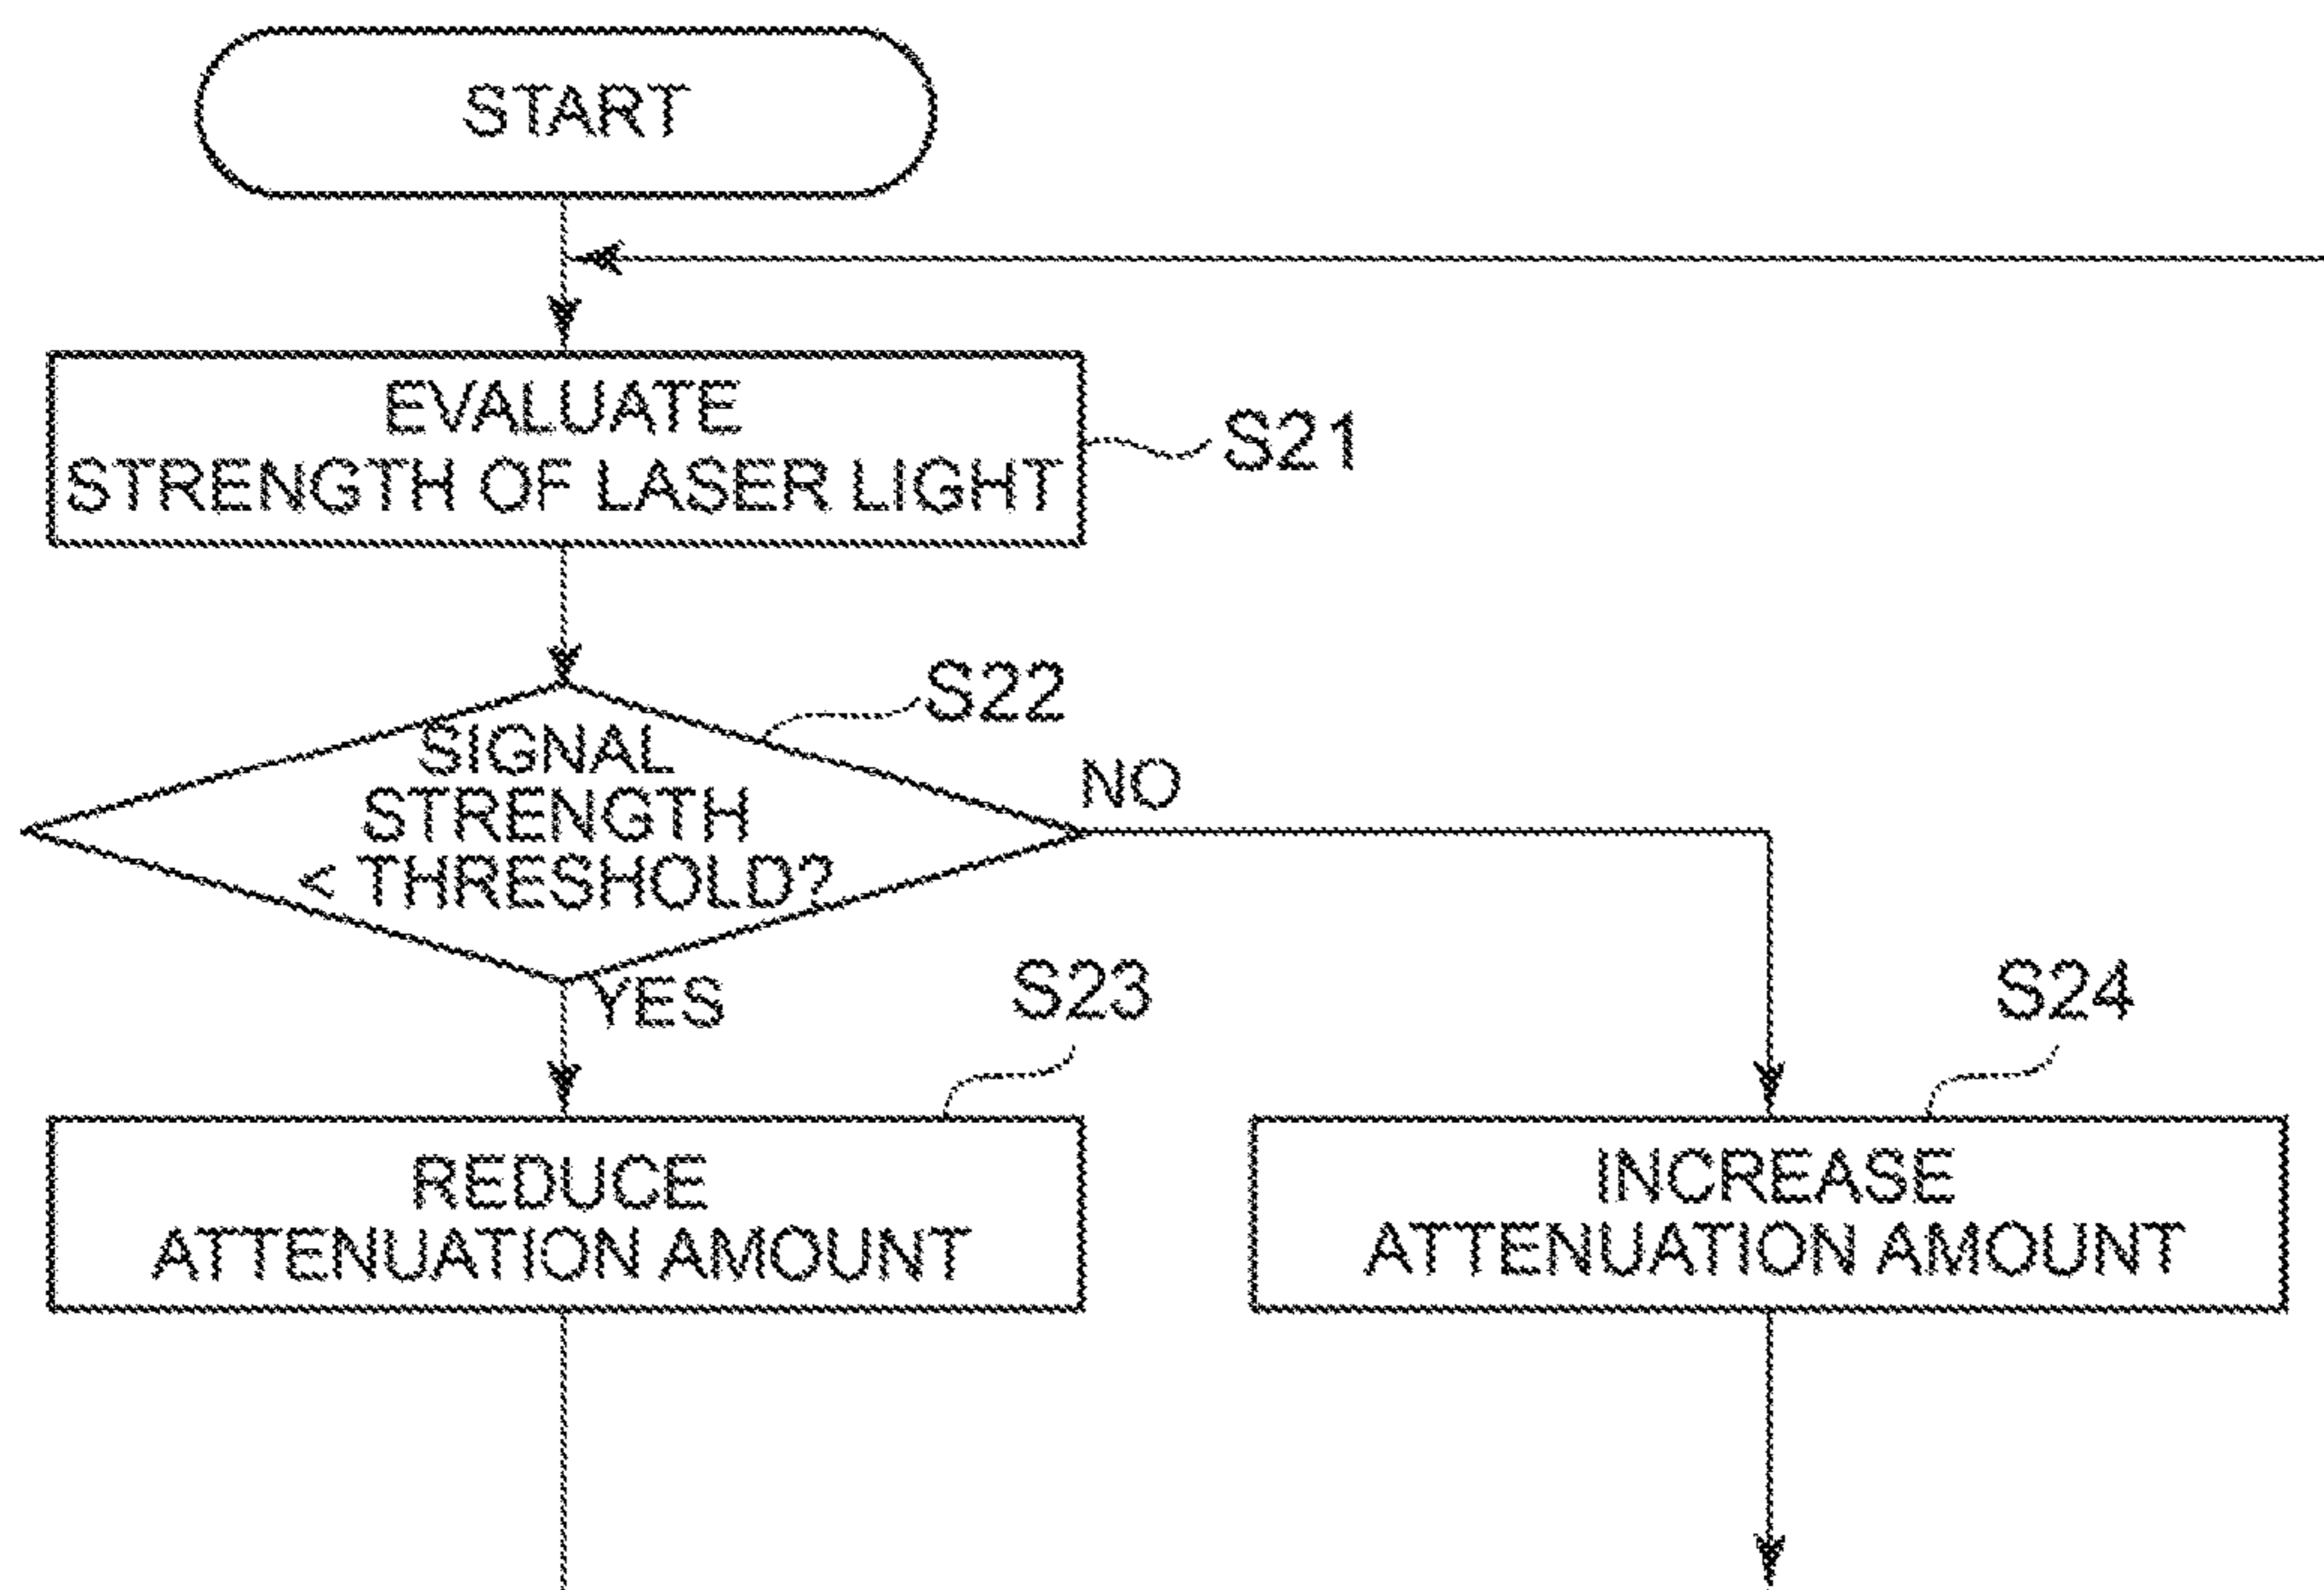 START
EVALUATE
STRENGTH OF LASER LIGHT
S21
S22
SIGNAL
STRENGTH
< THRESHOLD?
NO
YES
S23
S24
REDUCE
ATTENUATION AMOUNT
INCREASE
ATTENUATION AMOUNT